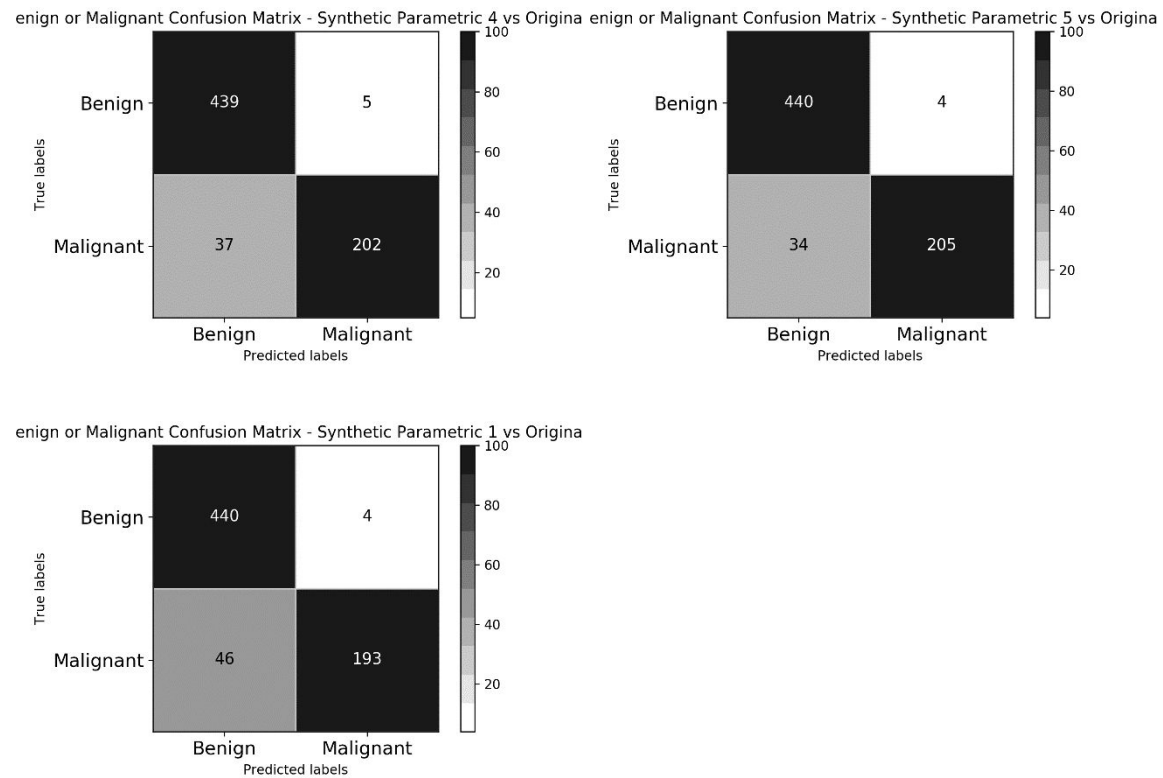 enign or Malignant Confusion Matrix - Synthetic Parametric 4 vs Origina
100
80
60
40
20
Benign
Malignant
True labels
439
5
37
202
Benign
Malignant
Predicted labels
enign or Malignant Confusion Matrix - Synthetic Parametric 5 vs Origina
100
80
60
40
20
Benign
Malignant
True labels
440
4
34
205
Benign
Malignant
Predicted labels
enign or Malignant Confusion Matrix - Synthetic Parametric 1 vs Origina
100
80
60
40
20
Benign
Malignant
True labels
440
4
46
193
Benign
Malignant
Predicted labels